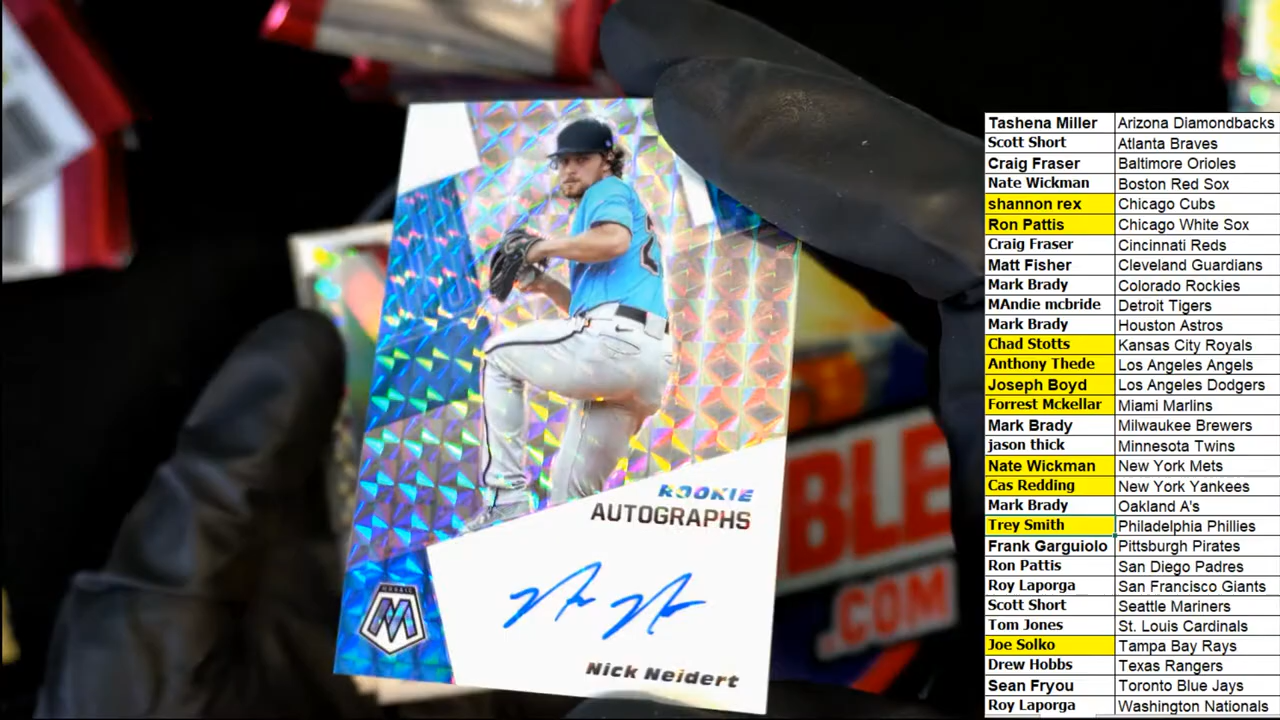 ROOKIE
AUTOGRAPHS
MOSAIC
M
Nick Neidert
BLE
.COM
Tashena Miller Arizona Diamondbacks
Scott Short Atlanta Braves
Craig Fraser Baltimore Orioles
Nate Wickman Boston Red Sox
shannon rex Chicago Cubs
Ron Pattis Chicago White Sox
Craig Fraser Cincinnati Reds
Matt Fisher Cleveland Guardians
Mark Brady Colorado Rockies
MAndie mcbride Detroit Tigers
Mark Brady Houston Astros
Chad Stotts Kansas City Royals
Anthony Thede Los Angeles Angels
Joseph Boyd Los Angeles Dodgers
Forrest Mckellar Miami Marlins
Mark Brady Milwaukee Brewers
jason thick Minnesota Twins
Nate Wickman New York Mets
Cas Redding New York Yankees
Mark Brady Oakland A's
Trey Smith Philadelphia Phillies
Frank Garguiolo Pittsburgh Pirates
Ron Pattis San Diego Padres
Roy Laporga San Francisco Giants
Scott Short Seattle Mariners
Tom Jones St. Louis Cardinals
Joe Solko Tampa Bay Rays
Drew Hobbs Texas Rangers
Sean Fryou Toronto Blue Jays
Roy Laporga Washington Nationals